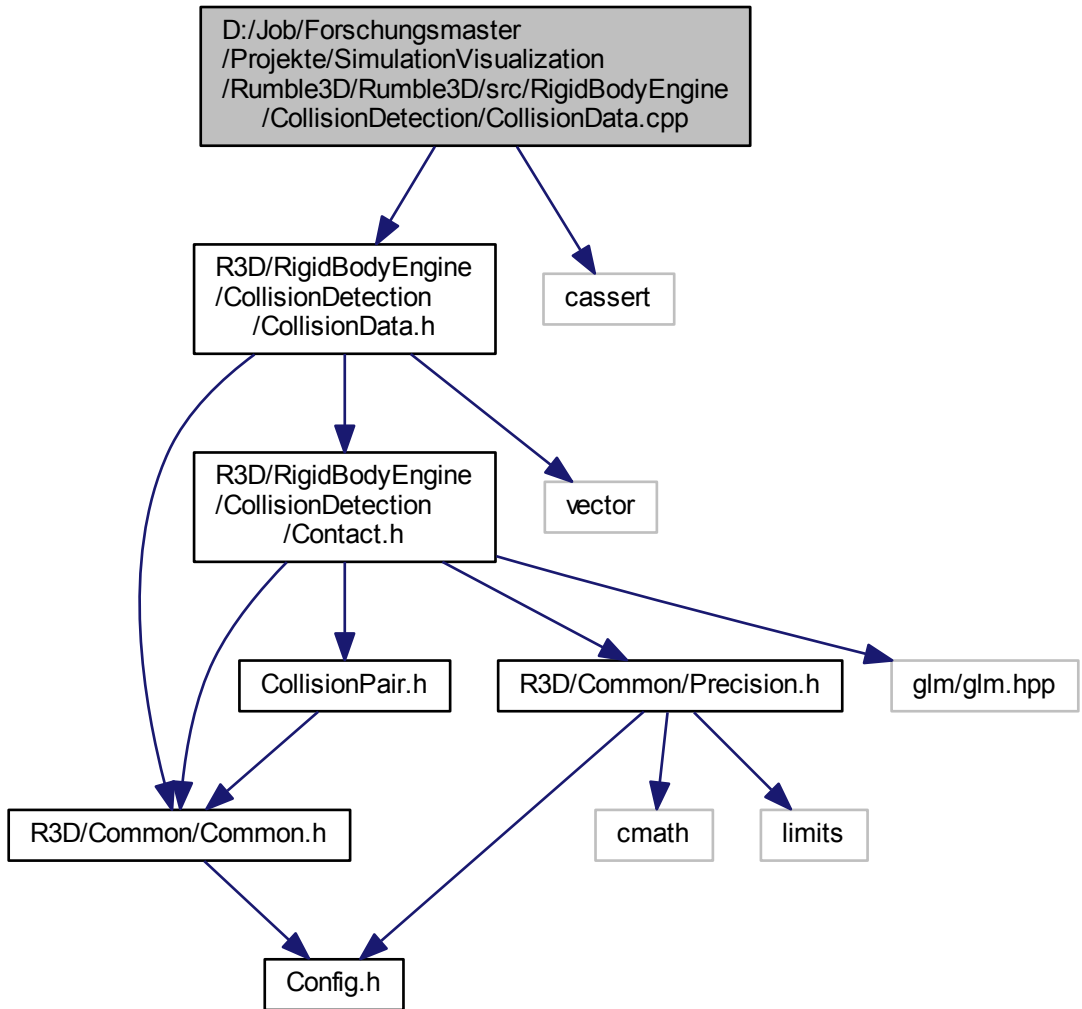 D:/Job/Forschungsmaster
/Projekte/SimulationVisualization
/Rumble3D/Rumble3D/src/RigidBodyEngine
/CollisionDetection/CollisionData.cpp
R3D/RigidBodyEngine
/CollisionDetection
/CollisionData.h
cassert
R3D/RigidBodyEngine
/CollisionDetection
/Contact.h
vector
CollisionPair.h
R3D/Common/Precision.h
glm/glm.hpp
R3D/Common/Common.h
cmath
limits
Config.h